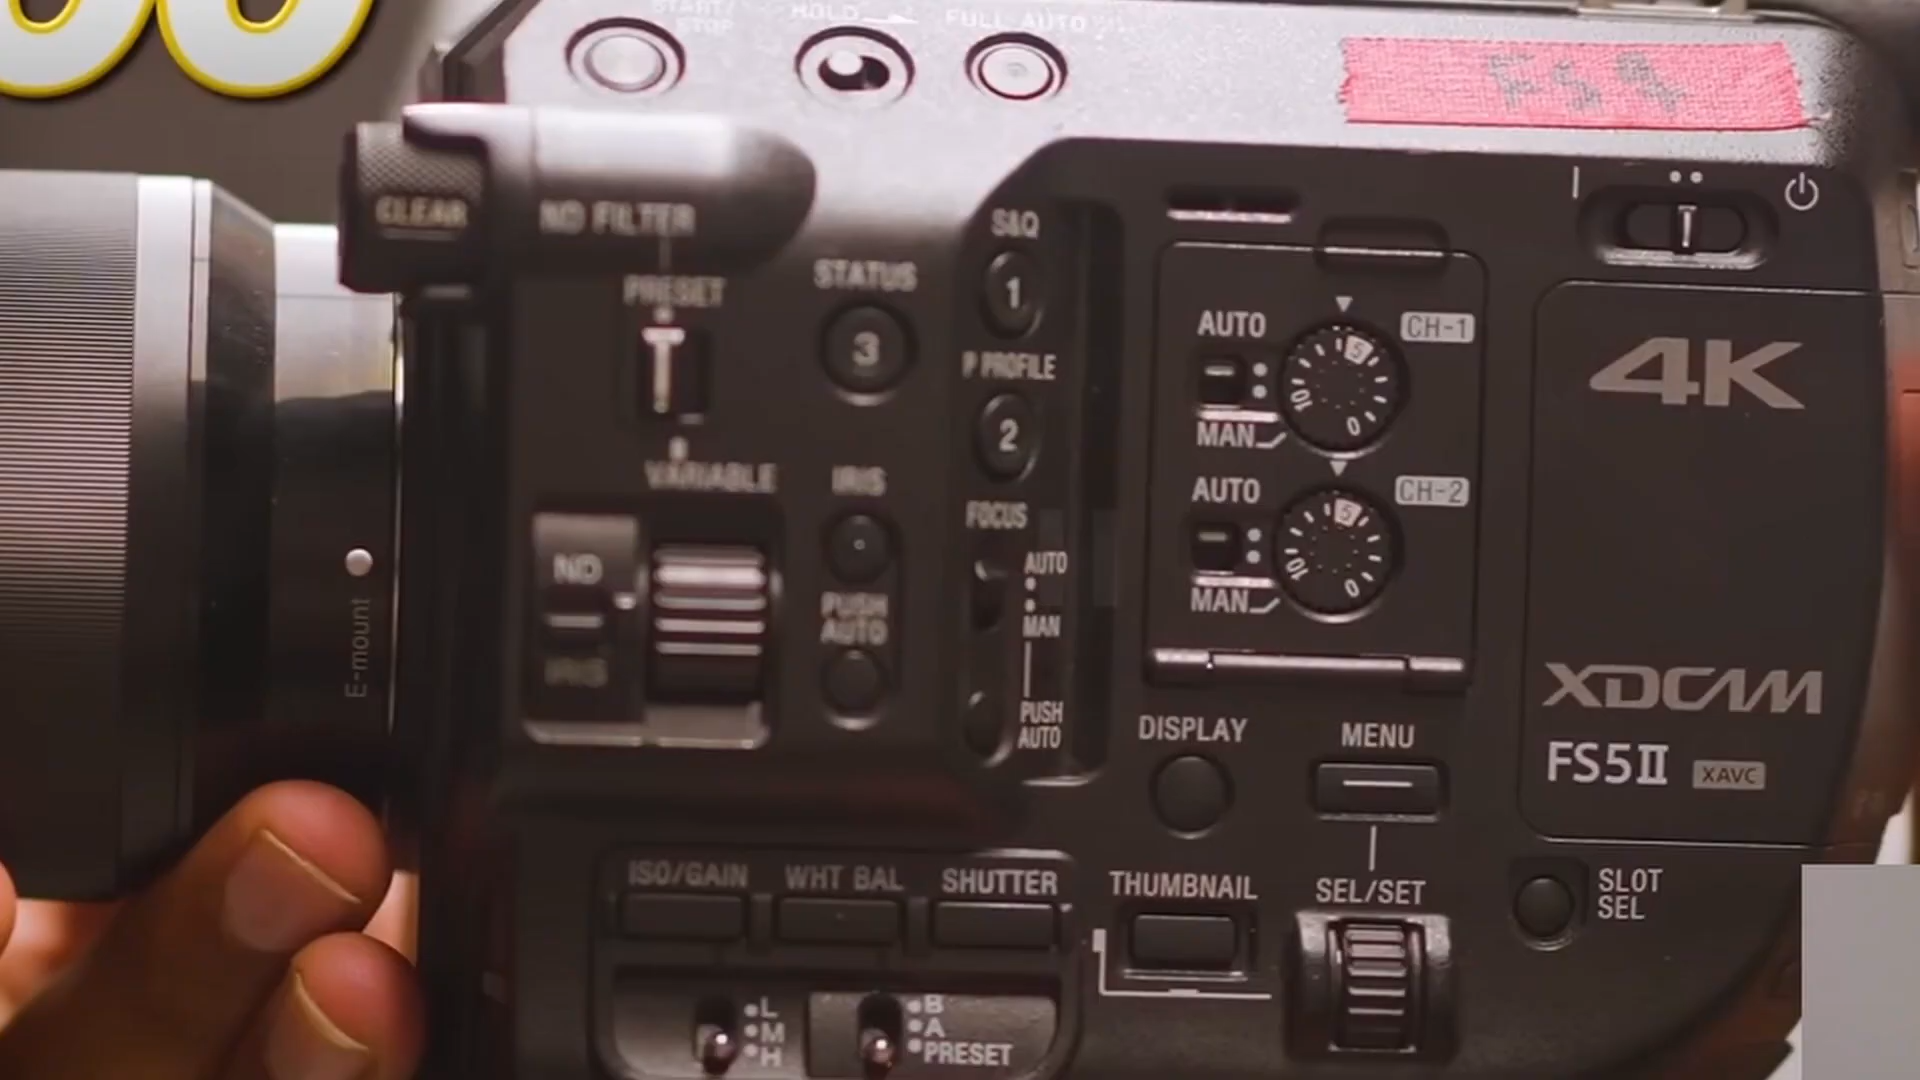 START/
STOP
HOLD
FULL AUTO
CLEAR
ND FILTER
PRESET
VARIABLE
STATUS
3
S&Q
1
P PROFILE
2
IRIS
PUSH
AUTO
FOCUS
AUTO
MAN
PUSH
AUTO
ND
IRIS
AUTO
CH-1
5
10
0
MAN
AUTO
CH-2
5
10
0
MAN
4K
XDCAM
FS5II XAVC
DISPLAY
MENU
THUMBNAIL
SEL/SET
SLOT
SEL
E-mount
ISO/GAIN
WHT BAL
SHUTTER
L
M
H
B
A
PRESET